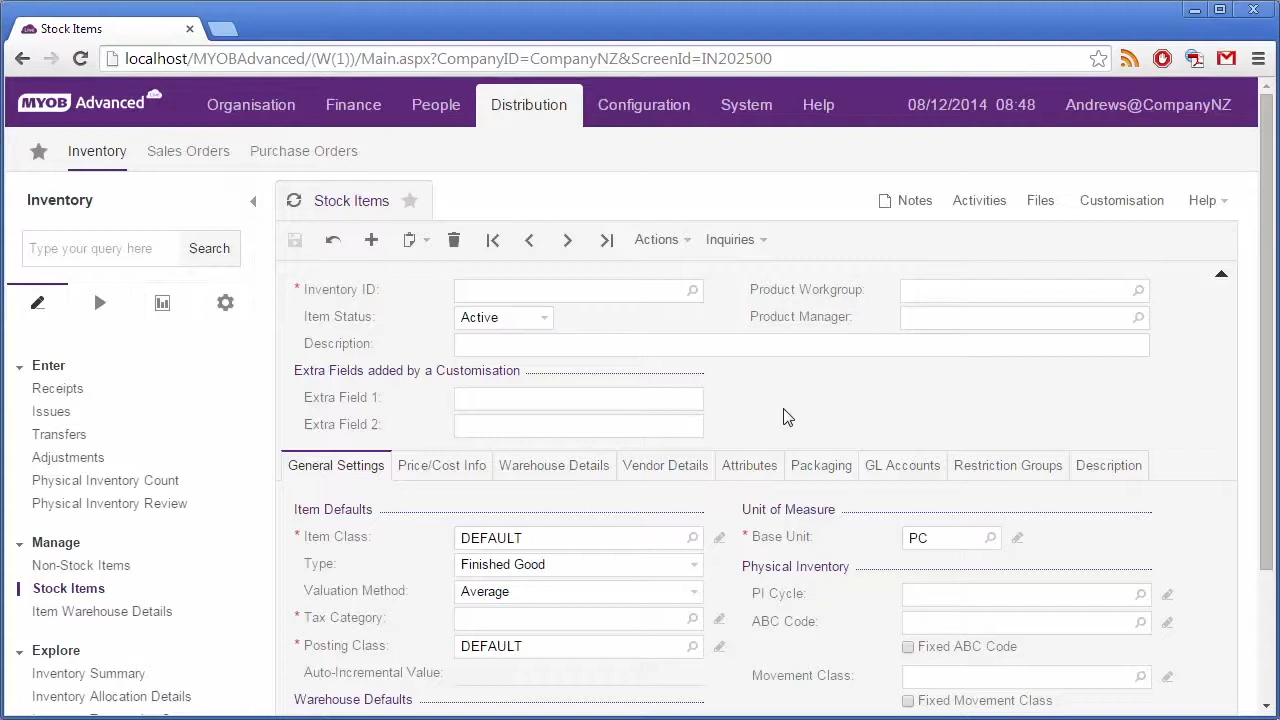 Stock Items
localhost/MYOBAdvanced/(W(1))/Main.aspx?CompanyID=CompanyNZ&ScreenId=IN202500
MYOB Advanced Live Organisation Finance People Distribution Configuration System Help 08/12/2014 08:48 Andrews@CompanyNZ
Inventory Sales Orders Purchase Orders
Inventory
Stock Items Notes Activities Files Customisation Help
Type your query here Search
Actions Inquiries
* Inventory ID: Product Workgroup:
Item Status: Active Product Manager:
Description:
Extra Fields added by a Customisation
Extra Field 1:
Extra Field 2:
Enter
Receipts
Issues
Transfers
Adjustments
Physical Inventory Count
Physical Inventory Review
Manage
Non-Stock Items
Stock Items
Item Warehouse Details
Explore
Inventory Summary
Inventory Allocation Details
General Settings Price/Cost Info Warehouse Details Vendor Details Attributes Packaging GL Accounts Restriction Groups Description
Item Defaults Unit of Measure
* Item Class: DEFAULT * Base Unit: PC
Type: Finished Good Physical Inventory
Valuation Method: Average PI Cycle:
* Tax Category: ABC Code:
* Posting Class: DEFAULT Fixed ABC Code
Auto-Incremental Value: Movement Class:
Warehouse Defaults Fixed Movement Class